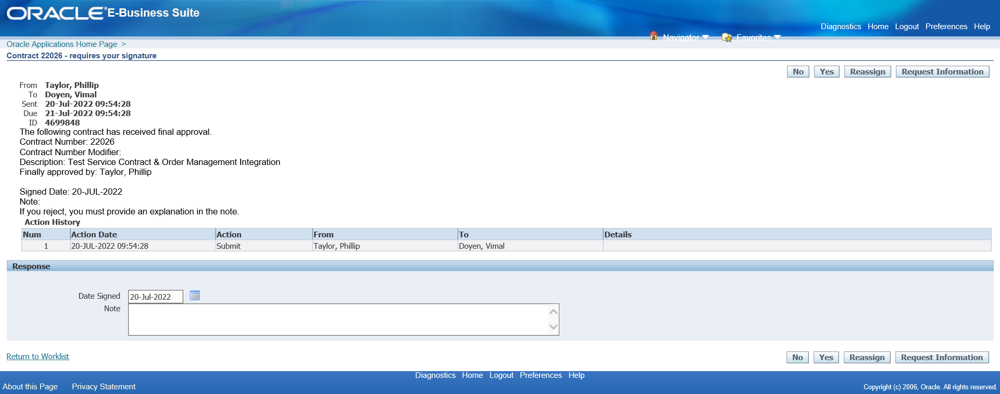 ORACLE® E-Business Suite
Diagnostics Home Logout Preferences Help
Navigator Favorites
Oracle Applications Home Page >
Contract 22026 - requires your signature
No Yes Reassign Request Information
From Taylor, Phillip
To Doyen, Vimal
Sent 20-Jul-2022 09:54:28
Due 21-Jul-2022 09:54:28
ID 4699848
The following contract has received final approval.
Contract Number: 22026
Contract Number Modifier:
Description: Test Service Contract & Order Management Integration
Finally approved by: Taylor, Phillip
Signed Date: 20-JUL-2022
Note:
If you reject, you must provide an explanation in the note.
Action History
Num Action Date Action From To Details
1 20-JUL-2022 09:54:28 Submit Taylor, Phillip Doyen, Vimal
Response
Date Signed 20-Jul-2022
Note
Return to Worklist
No Yes Reassign Request Information
Diagnostics Home Logout Preferences Help
About this Page Privacy Statement
Copyright (c) 2006, Oracle. All rights reserved.